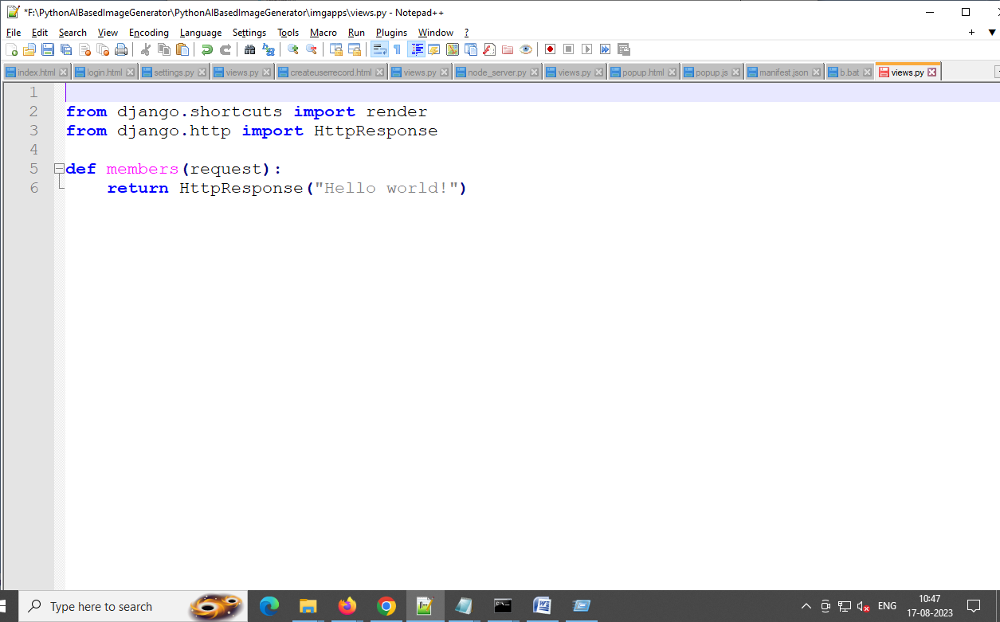 *F:\PythonAIBasedImageGenerator\PythonAIBasedImageGenerator\imgapps\views.py - Notepad++
File Edit Search View Encoding Language Settings Tools Macro Run Plugins Window ?
index.html login.html settings.py views.py createuserrecord.html views.py node_server.py views.py popup.html popup.js manifest.json b.bat views.py
1
2 from django.shortcuts import render
3 from django.http import HttpResponse
4
5 def members(request):
6 return HttpResponse("Hello world!")
Type here to search
ENG
10:47
17-08-2023